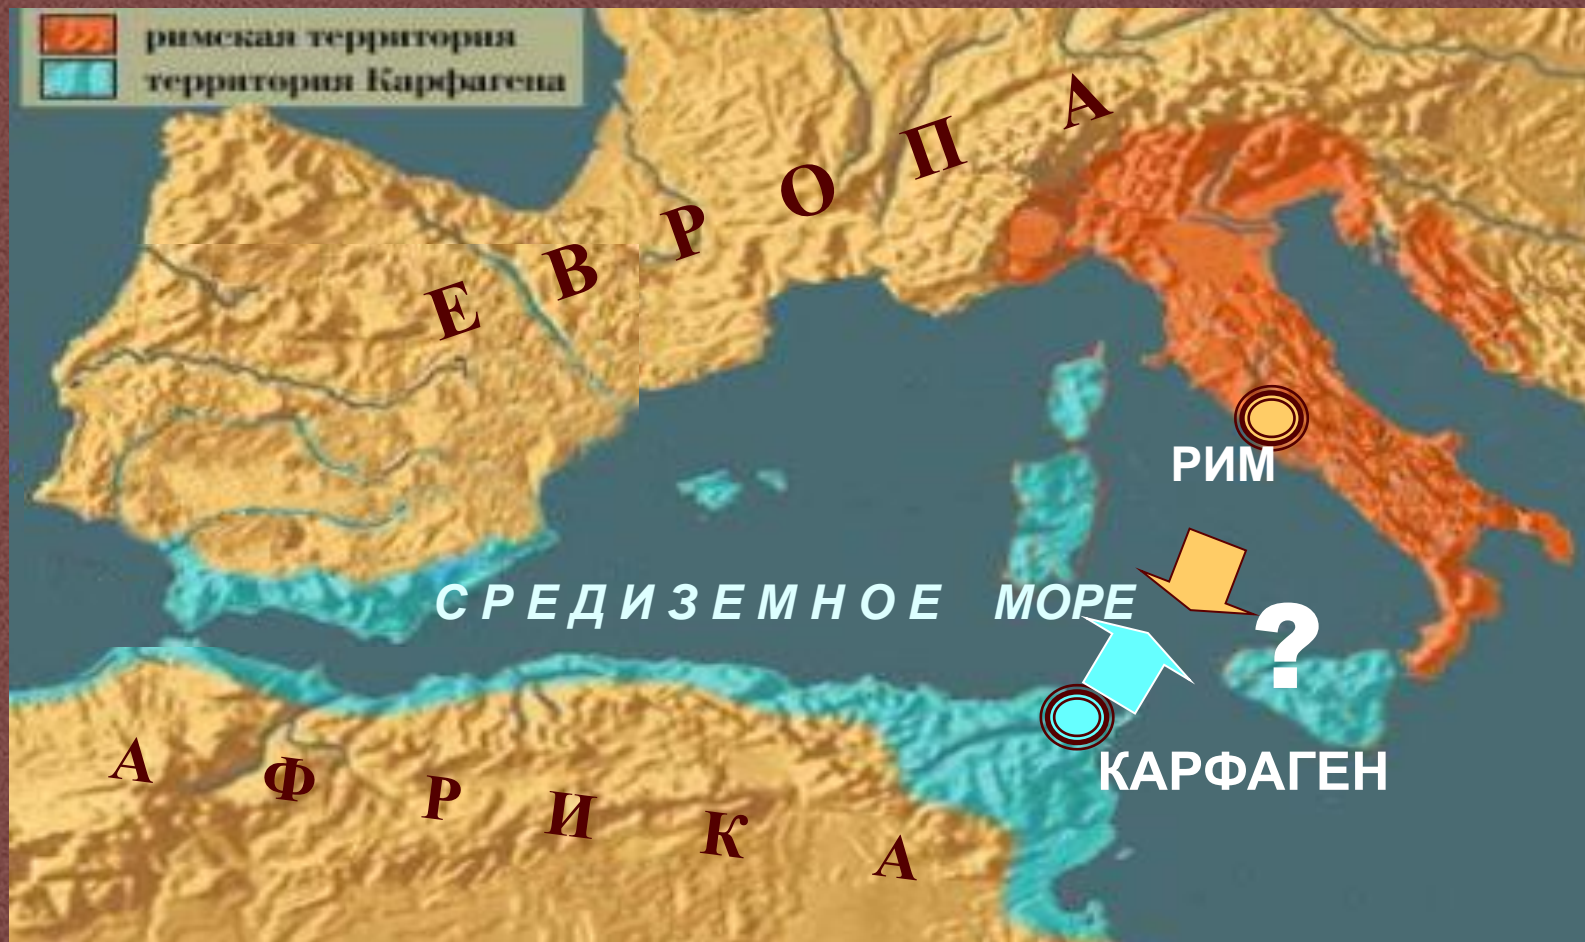 римская территория
территория Карфагена
ЕВРОПА
РИМ
СРЕДИЗЕМНОЕ МОРЕ
?
КАРФАГЕН
АФРИКА